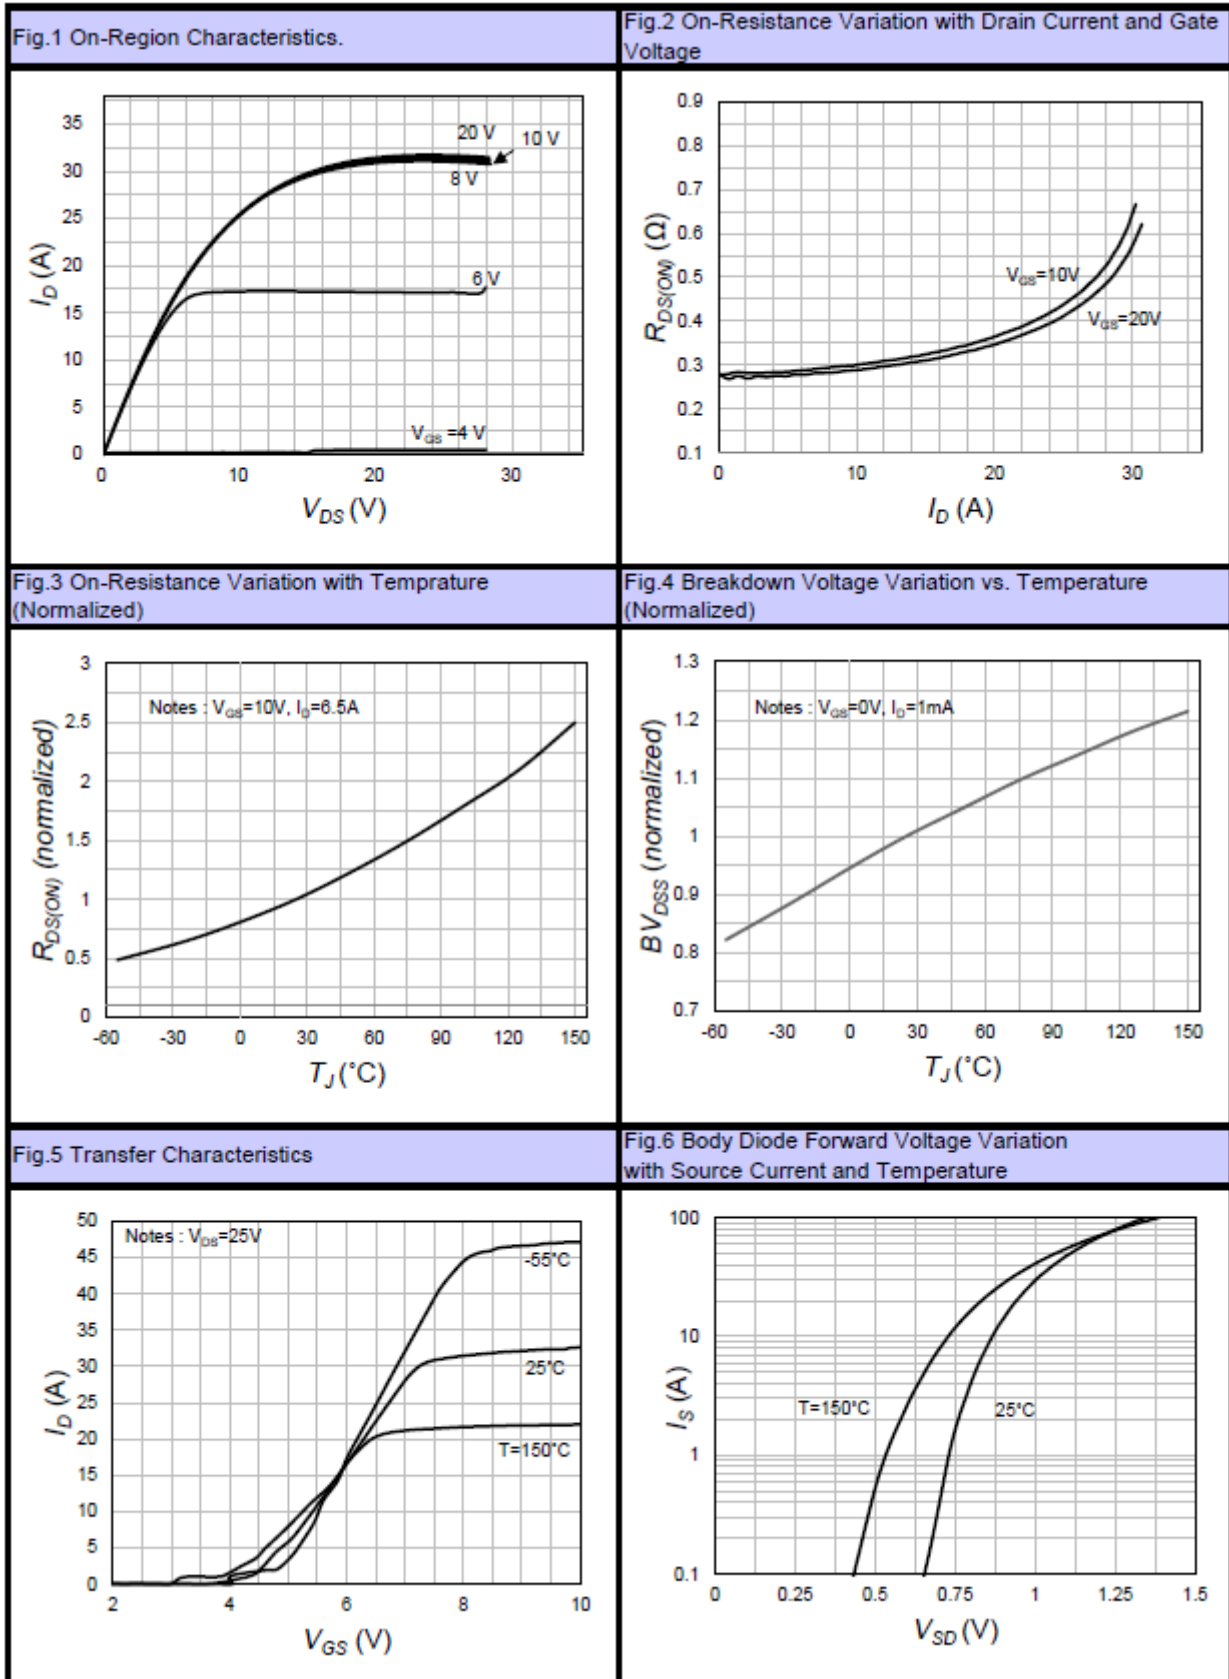 Fig.1 On-Region Characteristics.
Fig.2 On-Resistance Variation with Drain Current and Gate
Voltage
35
30
25
20
15
10
5
0
20 V
10 V
8 V
6 V
V_GS =4 V
0 10 20 30
I_D (A)
V_DS (V)
0.9
0.8
0.7
0.6
0.5
0.4
0.3
0.2
0.1
V_GS=10V
V_GS=20V
0 10 20 30
R_DS(ON) (Ω)
I_D (A)
Fig.3 On-Resistance Variation with Temprature
(Normalized)
Fig.4 Breakdown Voltage Variation vs. Temperature
(Normalized)
3
2.5
2
1.5
1
0.5
0
Notes : V_GS=10V, I_D=6.5A
-60 -30 0 30 60 90 120 150
R_DS(ON) (normalized)
T_J (°C)
1.3
1.2
1.1
1
0.9
0.8
0.7
Notes : V_GS=0V, I_D=1mA
-60 -30 0 30 60 90 120 150
BV_DSS (normalized)
T_J (°C)
Fig.5 Transfer Characteristics
Fig.6 Body Diode Forward Voltage Variation
with Source Current and Temperature
50
45
40
35
30
25
20
15
10
5
0
Notes : V_DS=25V
-55°C
25°C
T=150°C
2 4 6 8 10
I_D (A)
V_GS (V)
100
10
1
0.1
T=150°C
25°C
0 0.25 0.5 0.75 1 1.25 1.5
I_S (A)
V_SD (V)